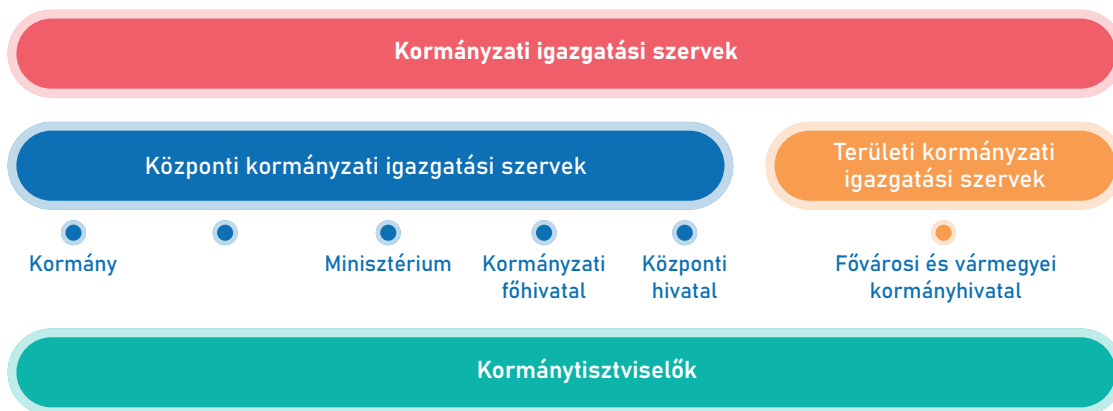 Kormányzati igazgatási szervek
Központi kormányzati igazgatási szervek
Területi kormányzati
igazgatási szervek
Kormány
Minisztérium
Kormányzati
főhivatal
Központi
hivatal
Fővárosi és vármegyei
kormányhivatal
Kormánytisztviselők